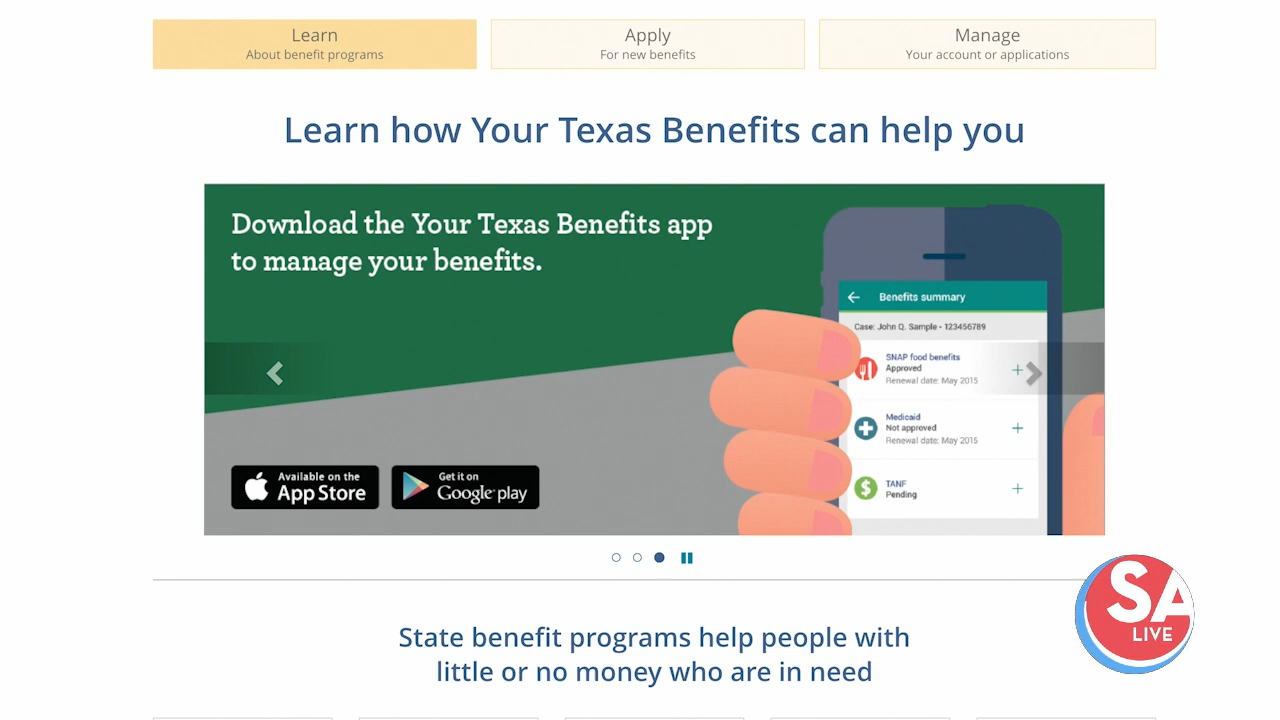 Learn
About benefit programs
Apply
For new benefits
Manage
Your account or applications
Learn how Your Texas Benefits can help you
Download the Your Texas Benefits app
to manage your benefits.
Benefits summary
Case: John Q. Sample - 123456789
SNAP food benefits
Approved
Renewal date: May 2015
Medicaid
Not approved
Renewal date: May 2015
TANF
Pending
Available on the
App Store
Get it on
Google play
State benefit programs help people with
little or no money who are in need
SA
LIVE